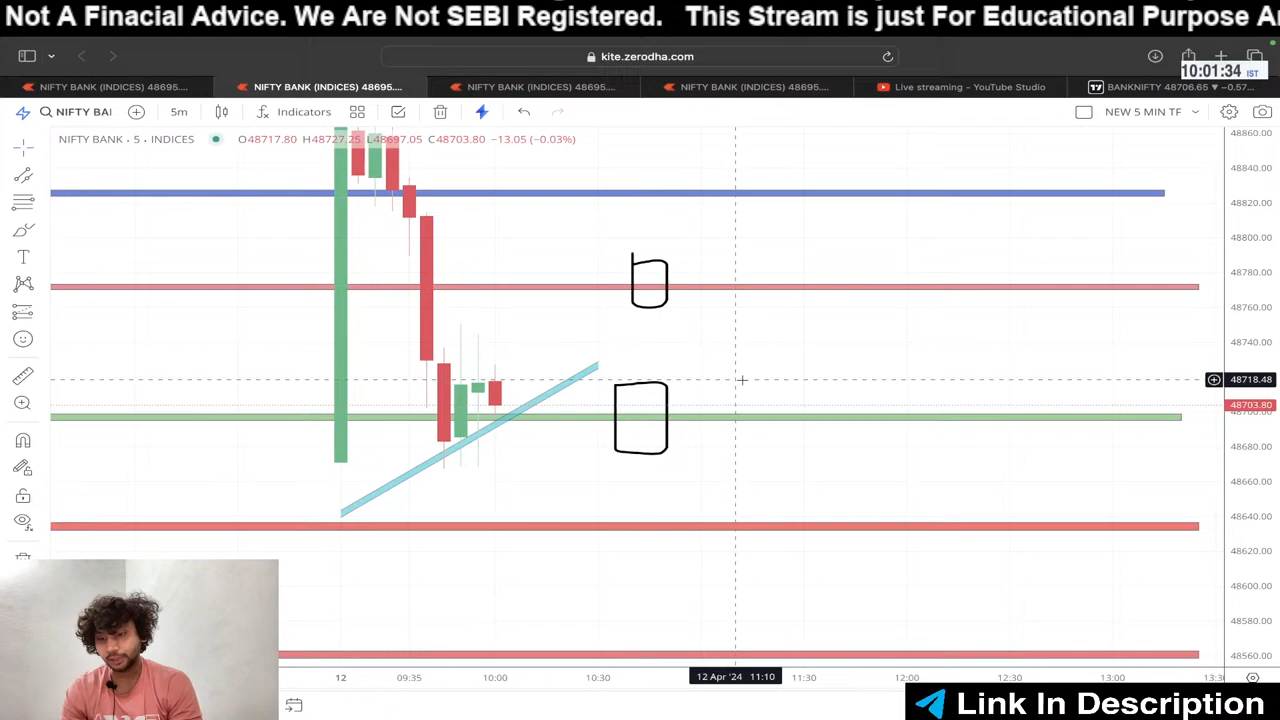 Not A Finacial Advice. We Are Not SEBI Registered. This Stream is just For Educational Purpose
kite.zerodha.com
10:01:34 IST
NIFTY BANK (INDICES) 48695....
NIFTY BANK (INDICES) 48695....
NIFTY BANK (INDICES) 48695....
NIFTY BANK (INDICES) 48695....
Live streaming – YouTube Studio
BANKNIFTY 48706.65 ▼ −0.57...
NIFTY BAI
5m
Indicators
NEW 5 MIN TF
NIFTY BANK · 5 · INDICES
O48717.80 H48727.25 L48697.05 C48703.80 −13.05 (−0.03%)
48860.00
48840.00
48820.00
48800.00
48780.00
48760.00
48740.00
48718.48
48703.80
48680.00
48660.00
48640.00
48620.00
48600.00
48580.00
48560.00
12
09:35
10:00
10:30
12 Apr '24 11:10
11:30
12:00
12:30
13:00
13:30
Link In Description